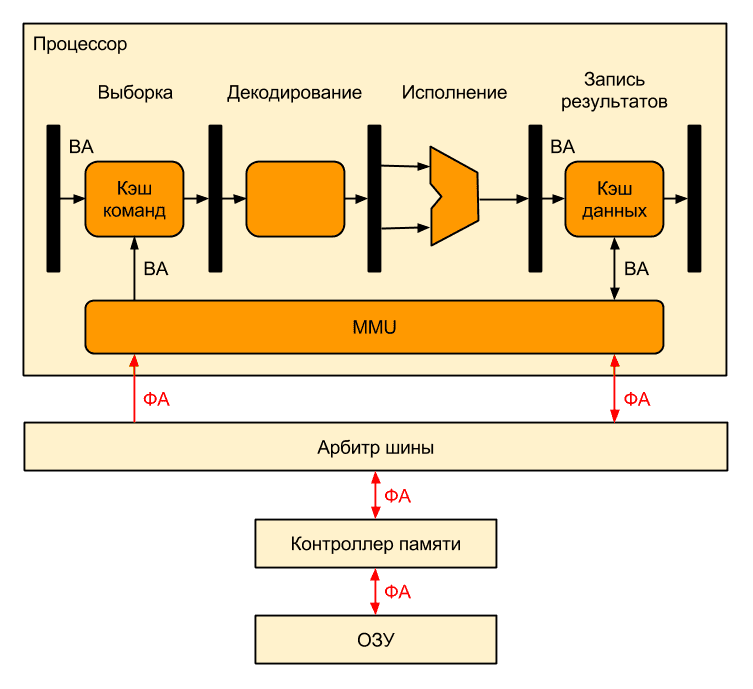 Процессор
Выборка
Декодирование
Исполнение
Запись
результатов
ВА
ВА
Кэш
команд
Кэш
данных
ВА
ВА
MMU
ФА
ФА
Арбитр шины
ФА
Контроллер памяти
ФА
ОЗУ